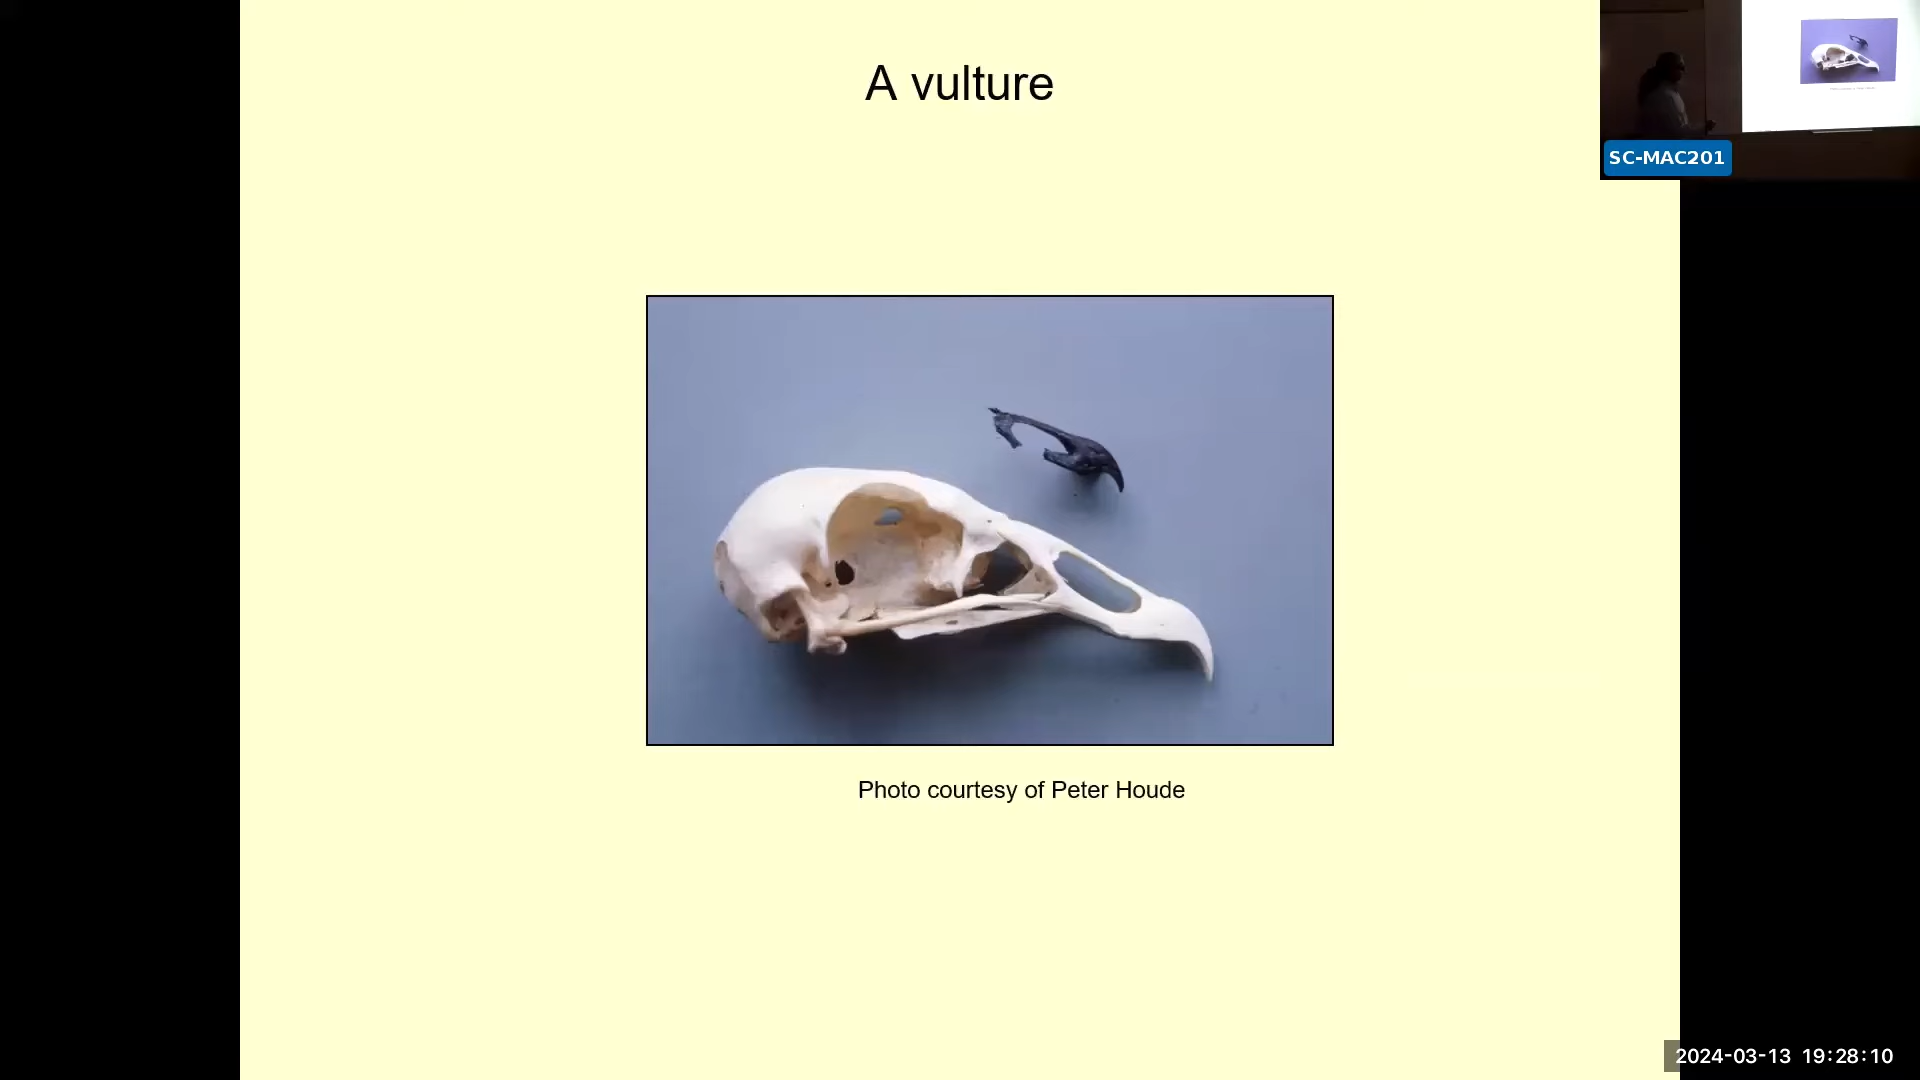 A vulture
SC-MAC201
Photo courtesy of Peter Houde
2024-03-13 19:28:10